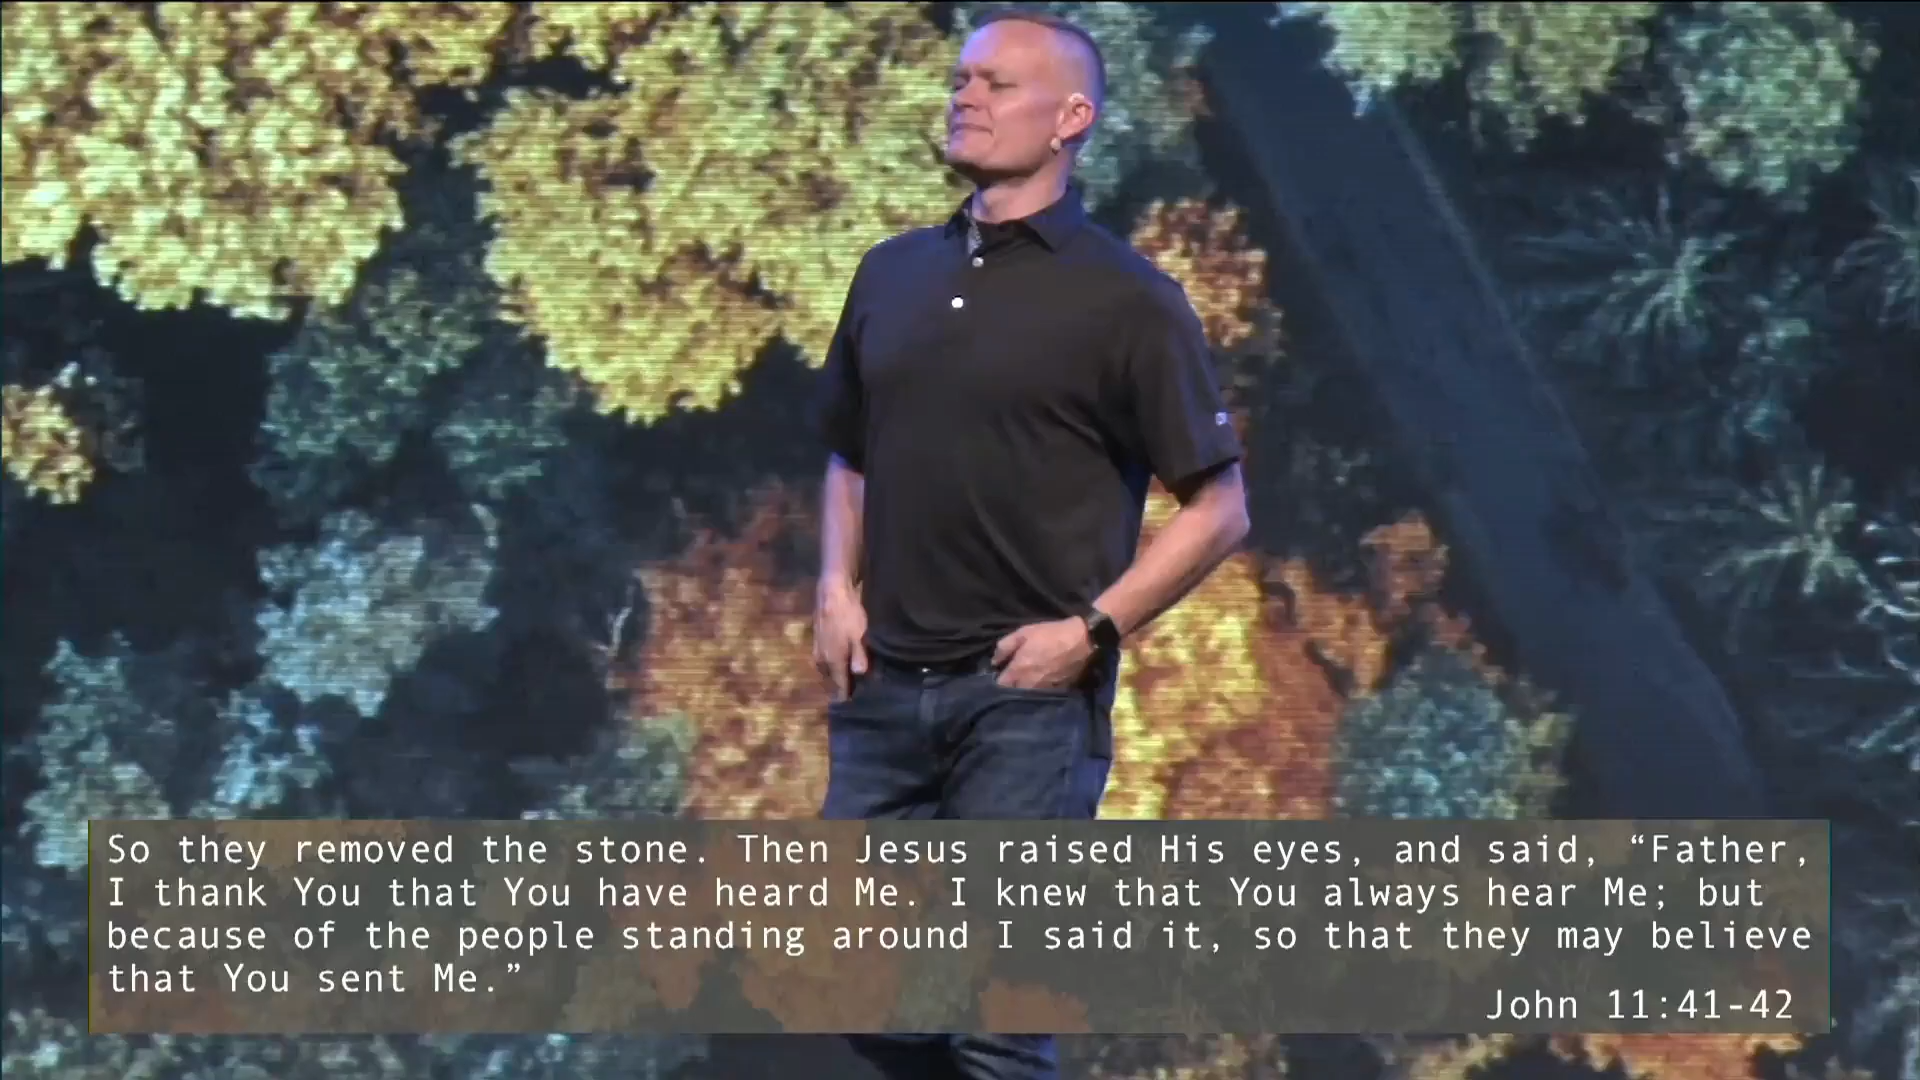 So they removed the stone. Then Jesus raised His eyes, and said, “Father,
I thank You that You have heard Me. I knew that You always hear Me; but
because of the people standing around I said it, so that they may believe
that You sent Me.”
John 11:41-42